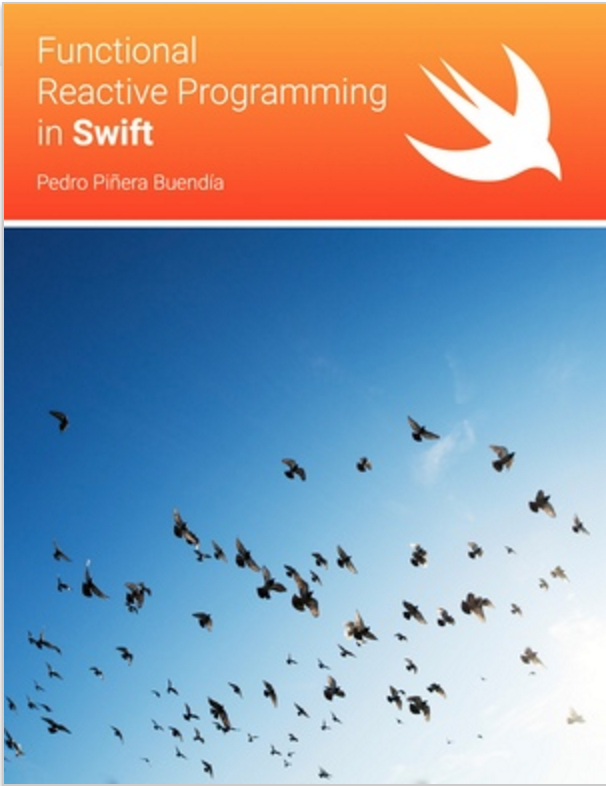 Functional
Reactive Programming
in Swift
Pedro Piñera Buendía